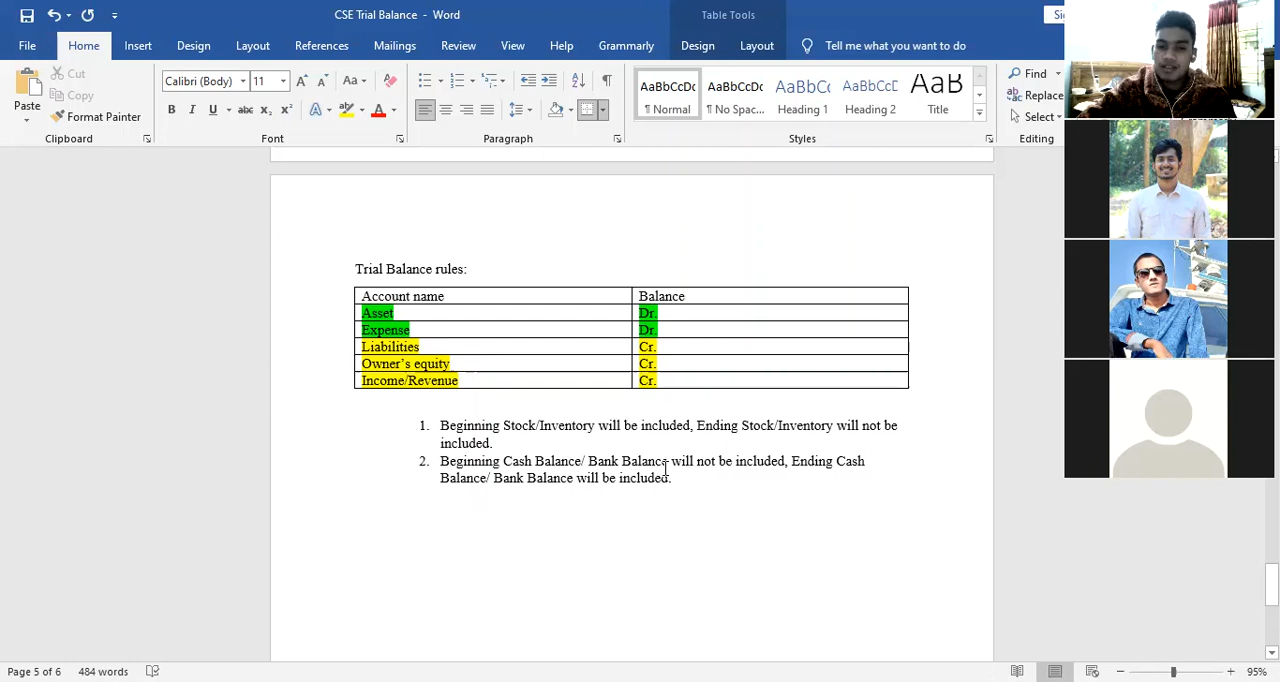 CSE Trial Balance - Word
Table Tools
File Home Insert Design Layout References Mailings Review View Help Grammarly Design Layout Tell me what you want to do
Paste
Cut
Copy
Format Painter
Clipboard
Calibri (Body) 11
Font
Paragraph
AaBbCcDc AaBbCcDc AaBbC( AaBbCcD AaB
¶ Normal ¶ No Spac... Heading 1 Heading 2 Title
Styles
Find
Replace
Select
Editing
Trial Balance rules:
Account name Balance
Asset Dr.
Expense Dr.
Liabilities Cr.
Owner’s equity Cr.
Income/Revenue Cr.
1. Beginning Stock/Inventory will be included, Ending Stock/Inventory will not be
included.
2. Beginning Cash Balance/ Bank Balance will not be included, Ending Cash
Balance/ Bank Balance will be included.
Page 5 of 6 484 words
95%